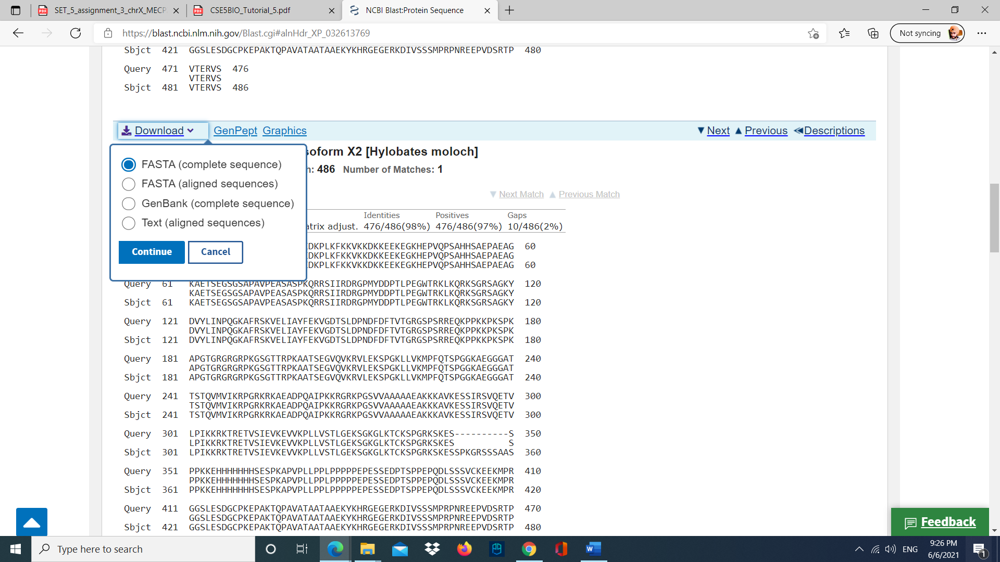 SET_5_assignment_3_chrX_MECP
CSE5BIO_Tutorial_5.pdf
NCBI Blast:Protein Sequence
https://blast.ncbi.nlm.nih.gov/Blast.cgi#alnHdr_XP_032613769
Not syncing
Sbjct 421 GGSLESDGCPKEPAKTQPAVATAATAAEKYKHRGEGERKDIVSSSMPRPNREEPVDSRTP 480
Query 471 VTERVS 476
VTERVS
Sbjct 481 VTERVS 486
Download GenPept Graphics ▼ Next ▲ Previous ≪Descriptions
soform X2 [Hylobates moloch]
h: 486 Number of Matches: 1
FASTA (complete sequence)
FASTA (aligned sequences)
GenBank (complete sequence)
Text (aligned sequences)
Continue Cancel
▼ Next Match ▲ Previous Match
Identities Positives Gaps
atrix adjust. 476/486(98%) 476/486(97%) 10/486(2%)
DKPLKFKKVKKDKKEEKEGKHEPVQPSAHHSAEPAEAG 60
DKPLKFKKVKKDKKEEKEGKHEPVQPSAHHSAEPAEAG
DKPLKFKKVKKDKKEEKEGKHEPVQPSAHHSAEPAEAG 60
Query 61 KAETSEGSGSAPAVPEASASPKQRRSIIRDRGPMYDDPTLPEGWTRKLKQRKSGRSAGKY 120
KAETSEGSGSAPAVPEASASPKQRRSIIRDRGPMYDDPTLPEGWTRKLKQRKSGRSAGKY
Sbjct 61 KAETSEGSGSAPAVPEASASPKQRRSIIRDRGPMYDDPTLPEGWTRKLKQRKSGRSAGKY 120
Query 121 DVYLINPQGKAFRSKVELIAYFEKVGDTSLDPNDFDFTVTGRGSPSRREQKPPKKPKSPK 180
DVYLINPQGKAFRSKVELIAYFEKVGDTSLDPNDFDFTVTGRGSPSRREQKPPKKPKSPK
Sbjct 121 DVYLINPQGKAFRSKVELIAYFEKVGDTSLDPNDFDFTVTGRGSPSRREQKPPKKPKSPK 180
Query 181 APGTGRGRGRPKGSGTTRPKAATSEGVQVKRVLEKSPGKLLVKMPFQTSPGGKAEGGGAT 240
APGTGRGRGRPKGSGTTRPKAATSEGVQVKRVLEKSPGKLLVKMPFQTSPGGKAEGGGAT
Sbjct 181 APGTGRGRGRPKGSGTTRPKAATSEGVQVKRVLEKSPGKLLVKMPFQTSPGGKAEGGGAT 240
Query 241 TSTQVMVIKRPGRKRKAEADPQAIPKKRGRKPGSVVAAAAAEAKKKAVKESSIRSVQETV 300
TSTQVMVIKRPGRKRKAEADPQAIPKKRGRKPGSVVAAAAAEAKKKAVKESSIRSVQETV
Sbjct 241 TSTQVMVIKRPGRKRKAEADPQAIPKKRGRKPGSVVAAAAAEAKKKAVKESSIRSVQETV 300
Query 301 LPIKKRKTRETVSIEVKEVVKPLLVSTLGEKSGKGLKTCKSPGRKSKES----------S 350
LPIKKRKTRETVSIEVKEVVKPLLVSTLGEKSGKGLKTCKSPGRKSKES S
Sbjct 301 LPIKKRKTRETVSIEVKEVVKPLLVSTLGEKSGKGLKTCKSPGRKSKESSPKGRSSSAAS 360
Query 351 PPKKEHHHHHHHSESPKAPVPLLPPLPPPPPEPESSEDPTSPPEPQDLSSSVCKEEKMPR 410
PPKKEHHHHHHHSESPKAPVPLLPPLPPPPPEPESSEDPTSPPEPQDLSSSVCKEEKMPR
Sbjct 361 PPKKEHHHHHHHSESPKAPVPLLPPLPPPPPEPESSEDPTSPPEPQDLSSSVCKEEKMPR 420
Query 411 GGSLESDGCPKEPAKTQPAVATAATAAEKYKHRGEGERKDIVSSSMPRPNREEPVDSRTP 470
GGSLESDGCPKEPAKTQPAVATAATAAEKYKHRGEGERKDIVSSSMPRPNREEPVDSRTP
Sbjct 421 GGSLESDGCPKEPAKTQPAVATAATAAEKYKHRGEGERKDIVSSSMPRPNREEPVDSRTP 480
Feedback
Type here to search
ENG
9:26 PM
6/6/2021
1